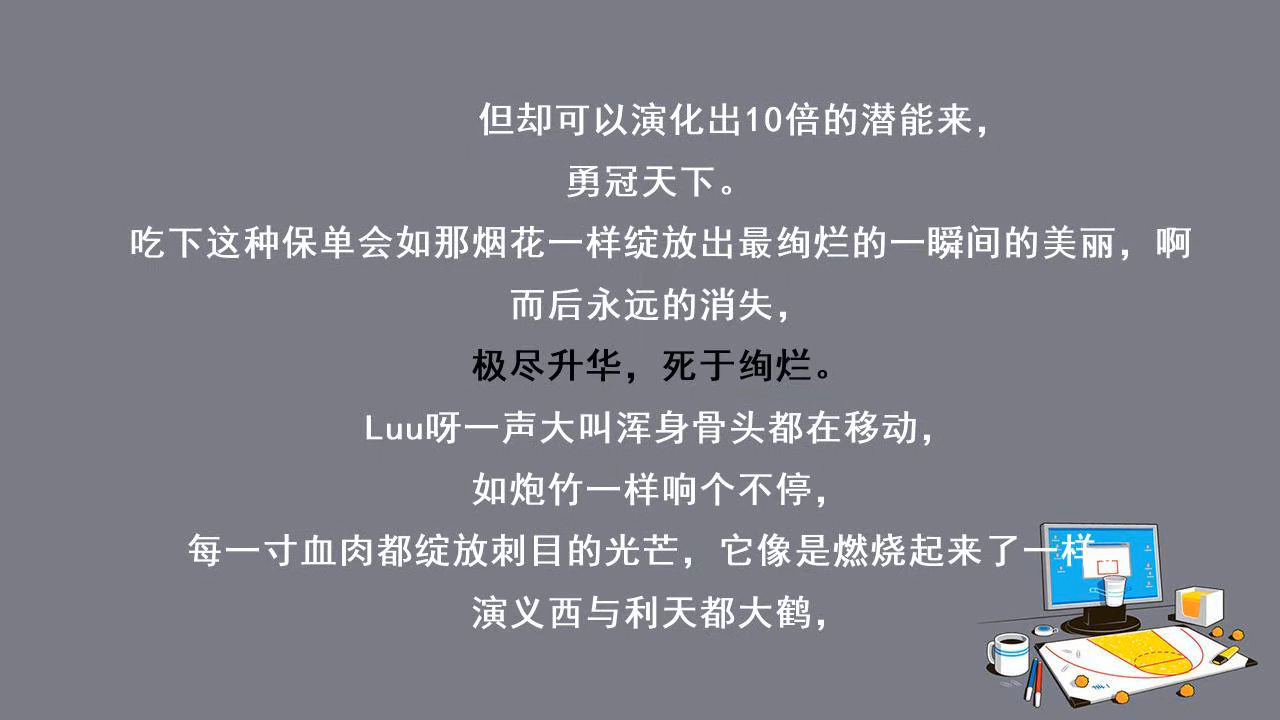 但却可以演化出10倍的潜能来，
勇冠天下。
吃下这种保单会如那烟花一样绽放出最绚烂的一瞬间的美丽，啊
而后永远的消失，
极尽升华，死于绚烂。
Luu呀一声大叫浑身骨头都在移动，
如炮竹一样响个不停，
每一寸血肉都绽放刺目的光芒，它像是燃烧起来了一样
演义西与利天都大鹤，